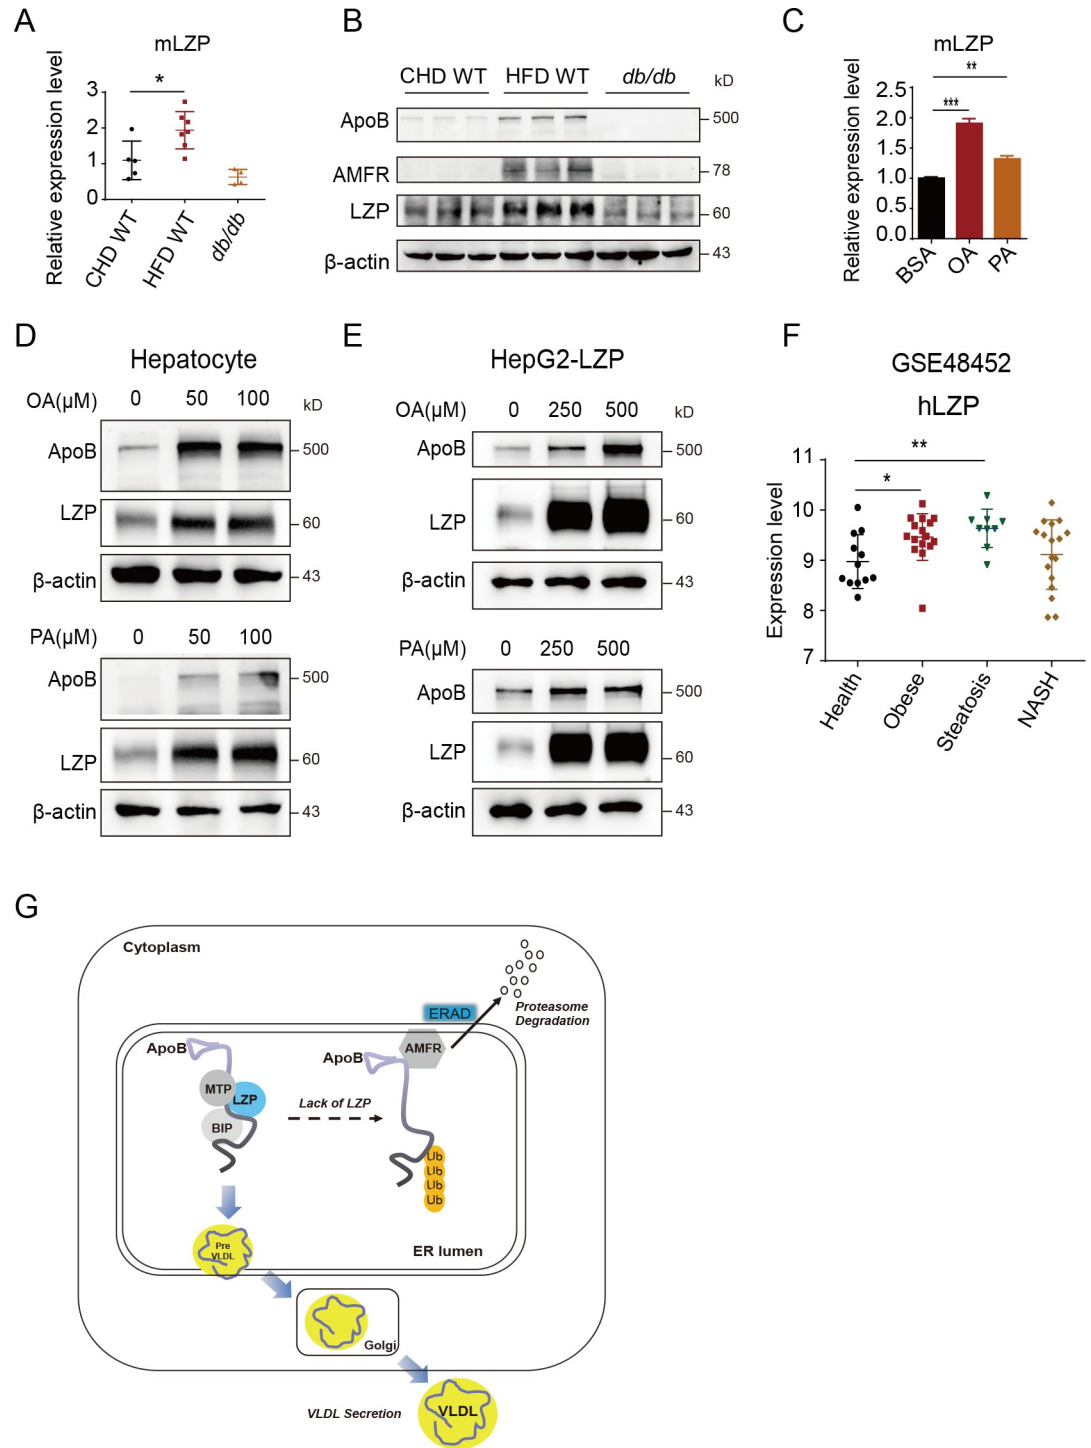 A
mLZP
Relative expression level
3
2
1
0
*
CHD WT
HFD WT
db/db
B
CHD WT HFD WT db/db kD
ApoB 500
AMFR 78
LZP 60
β-actin 43
C
mLZP
Relative expression level
2.5
2.0
1.5
1.0
0.5
0.0
**
***
BSA
OA
PA
D
Hepatocyte
OA(μM) 0 50 100 kD
ApoB 500
LZP 60
β-actin 43
PA(μM) 0 50 100
ApoB 500
LZP 60
β-actin 43
E
HepG2-LZP
OA(μM) 0 250 500 kD
ApoB 500
LZP 60
β-actin 43
PA(μM) 0 250 500
ApoB 500
LZP 60
β-actin 43
F
GSE48452
hLZP
Expression level
11
10
9
8
7
**
*
Health
Obese
Steatosis
NASH
G
Cytoplasm
ERAD
Proteasome
Degradation
ApoB
MTP
LZP
BIP
Lack of LZP
ApoB
AMFR
Ub
Ub
Ub
Ub
Pre
VLDL
ER lumen
Golgi
VLDL Secretion
VLDL